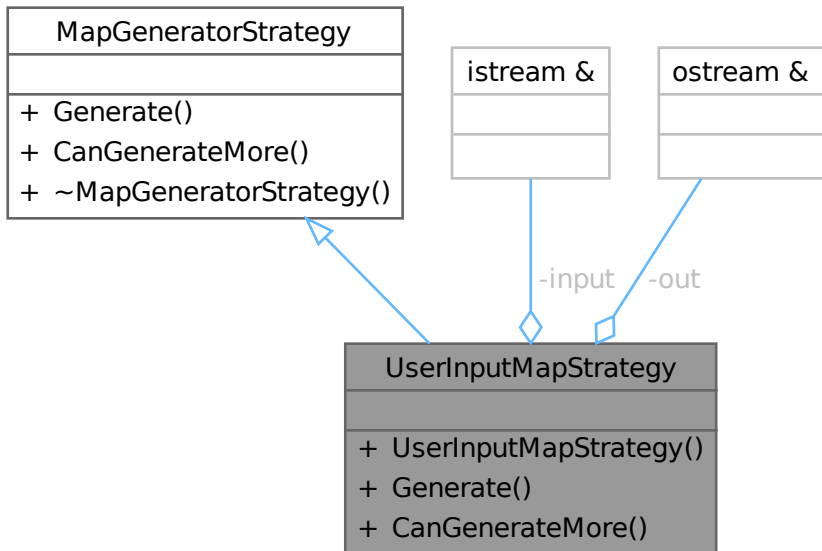 MapGeneratorStrategy
+ Generate()
+ CanGenerateMore()
+ ~MapGeneratorStrategy()
istream &
ostream &
-input
-out
UserInputMapStrategy
+ UserInputMapStrategy()
+ Generate()
+ CanGenerateMore()